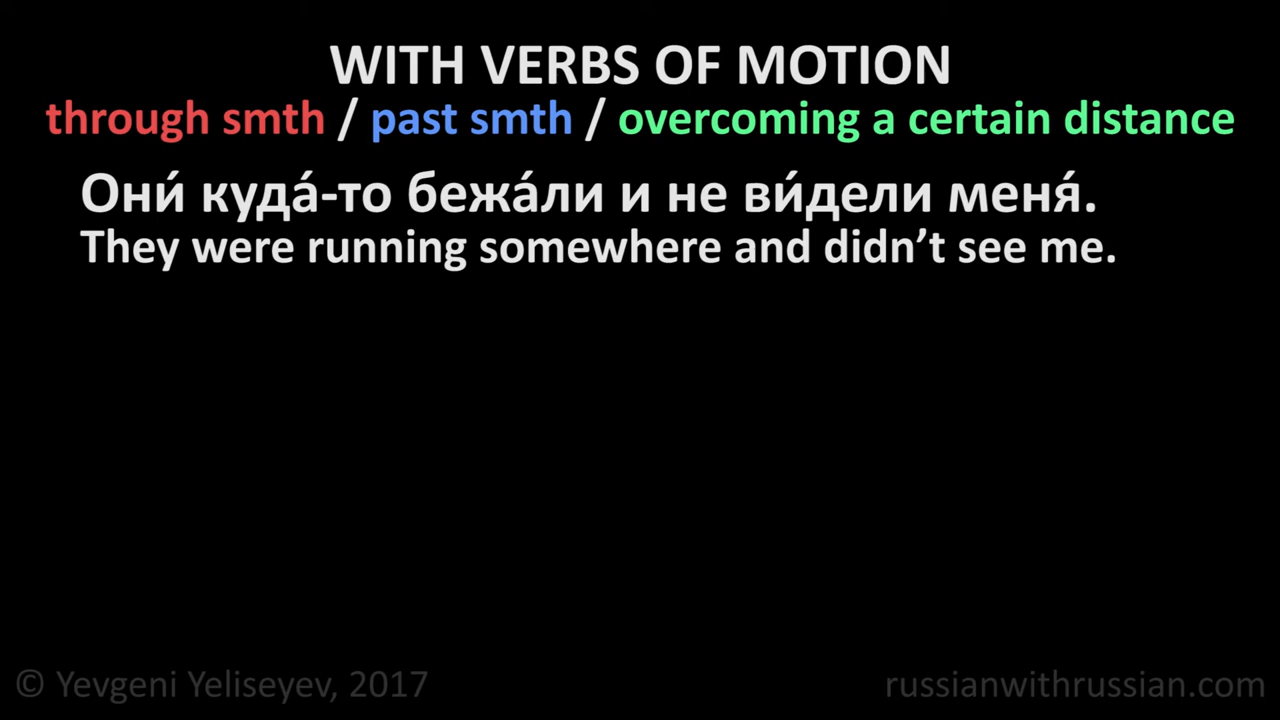 WITH VERBS OF MOTION
through smth / past smth / overcoming a certain distance
Они́ куда́-то бежа́ли и не ви́дели меня́.
They were running somewhere and didn’t see me.
© Yevgeni Yeliseyev, 2017
russianwithrussian.com